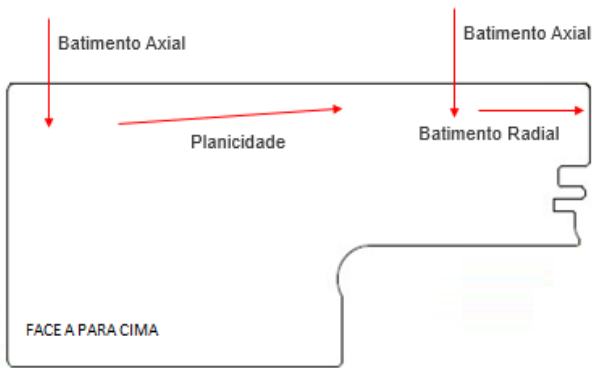 Batimento Axial
Batimento Axial
Planicidade
Batimento Radial
FACE A PARA CIMA